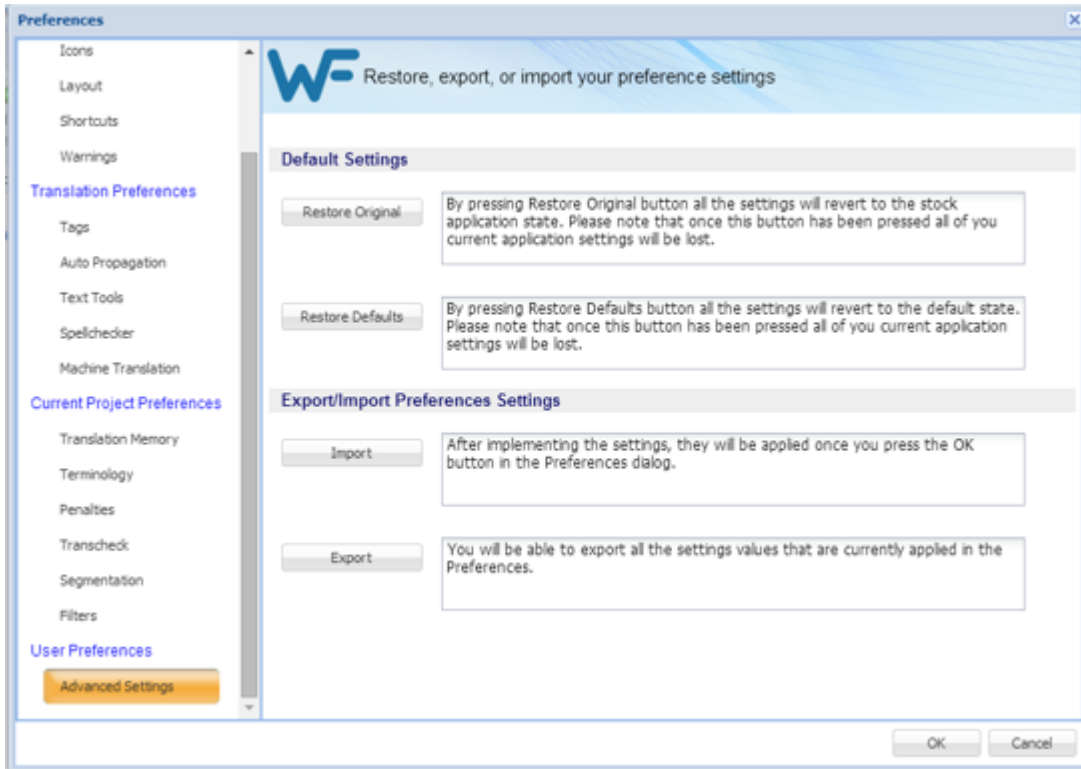 Preferences
Icons
Layout
Shortcuts
Warnings
Translation Preferences
Tags
Auto Propagation
Text Tools
Spellchecker
Machine Translation
Current Project Preferences
Translation Memory
Terminology
Penalties
Transcheck
Segmentation
Filters
User Preferences
Advanced Settings
WF Restore, export, or import your preference settings
Default Settings
Restore Original
By pressing Restore Original button all the settings will revert to the stock
application state. Please note that once this button has been pressed all of you
current application settings will be lost.
Restore Defaults
By pressing Restore Defaults button all the settings will revert to the default state.
Please note that once this button has been pressed all of you current application
settings will be lost.
Export/Import Preferences Settings
Import
After implementing the settings, they will be applied once you press the OK
button in the Preferences dialog.
Export
You will be able to export all the settings values that are currently applied in the
Preferences.
OK
Cancel